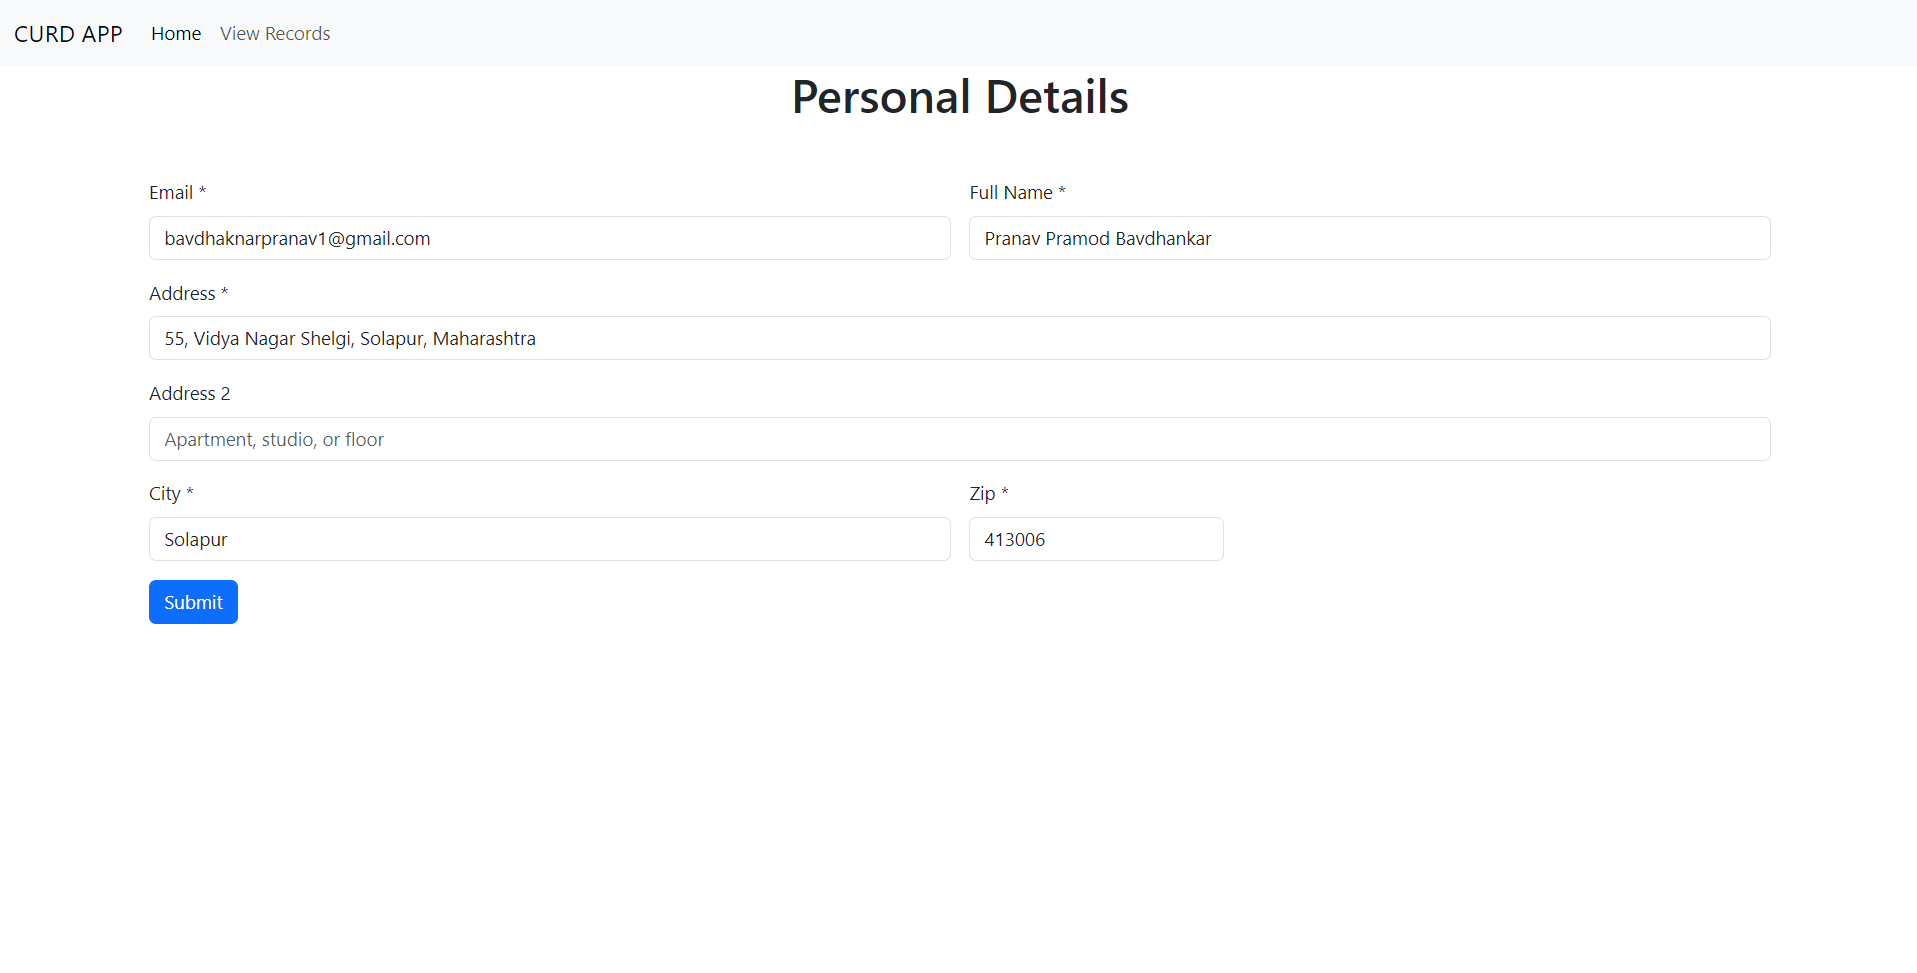 CURD APP Home View Records
Personal Details
Email * Full Name *
bavdhaknarpranav1@gmail.com Pranav Pramod Bavdhankar
Address *
55, Vidya Nagar Shelgi, Solapur, Maharashtra
Address 2
Apartment, studio, or floor
City * Zip *
Solapur 413006
Submit